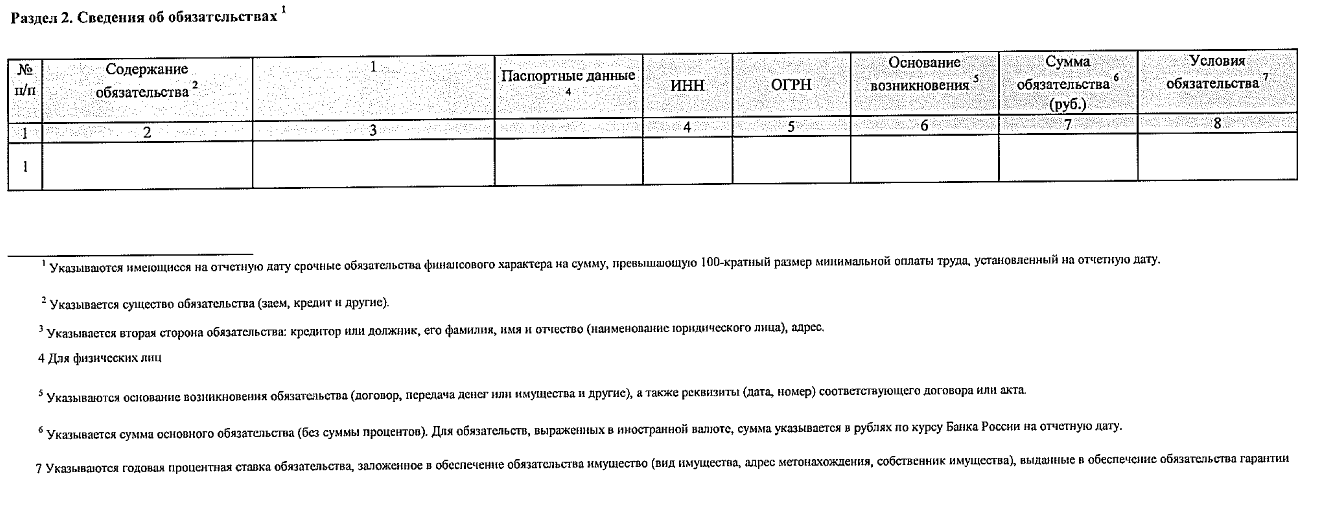 Раздел 2. Сведения об обязательствах 1
№ п/п Содержание обязательства 2 1 Паспортные данные 4 ИНН ОГРН Основание возникновения 5 Сумма обязательства 6 (руб.) Условия обязательства 7
1 2 3 4 5 6 7 8
1
1 Указываются имеющиеся на отчетную дату срочные обязательства финансового характера на сумму, превышающую 100-кратный размер минимальной оплаты труда, установленный на отчетную дату.
2 Указывается существо обязательства (заем, кредит и другие).
3 Указывается вторая сторона обязательства: кредитор или должник, его фамилия, имя и отчество (наименование юридического лица), адрес.
4 Для физических лиц
5 Указываются основание возникновения обязательства (договор, передача денег или имущества и другие), а также реквизиты (дата, номер) соответствующего договора или акта.
6 Указывается сумма основного обязательства (без суммы процентов). Для обязательств, выраженных в иностранной валюте, сумма указывается в рублях по курсу Банка России на отчетную дату.
7 Указываются годовая процентная ставка обязательства, заложенное в обеспечение обязательства имущество (вид имущества, адрес метонахождения, собственник имущества), выданные в обеспечение обязательства гарантии